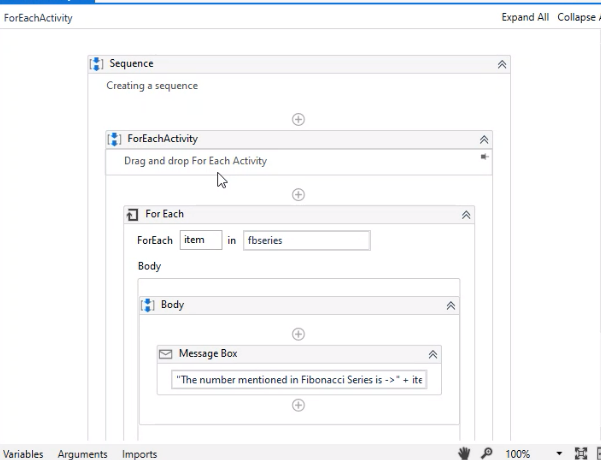 ForEachActivity
Expand All Collapse A
Sequence
Creating a sequence
ForEachActivity
Drag and drop For Each Activity
For Each
ForEach item in fbseries
Body
Body
Message Box
"The number mentioned in Fibonacci Series is ->" + ite
Variables Arguments Imports 100%